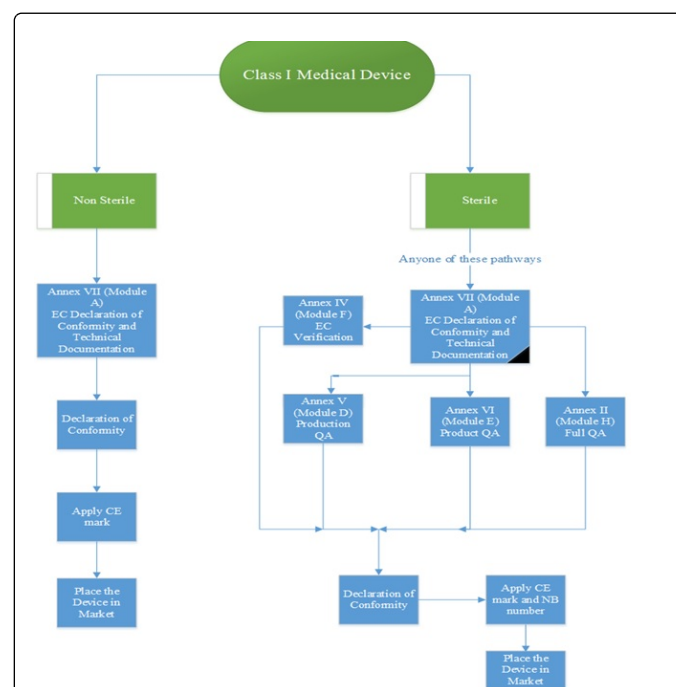 Class I Medical Device
Non Sterile
Sterile
Anyone of these pathways
Annex VII (Module
A)
EC Declaration of
Conformity and
Technical
Documentation
Annex IV
(Module F)
EC
Verification
Annex VII (Module
A)
EC Declaration of
Conformity and
Technical
Documentation
Declaration of
Conformity
Annex V
(Module D)
Production
QA
Annex VI
(Module E)
Product QA
Annex II
(Module H)
Full QA
Apply CE
mark
Place the
Device in
Market
Declaration of
Conformity
Apply CE
mark and NB
number
Place the
Device in
Market